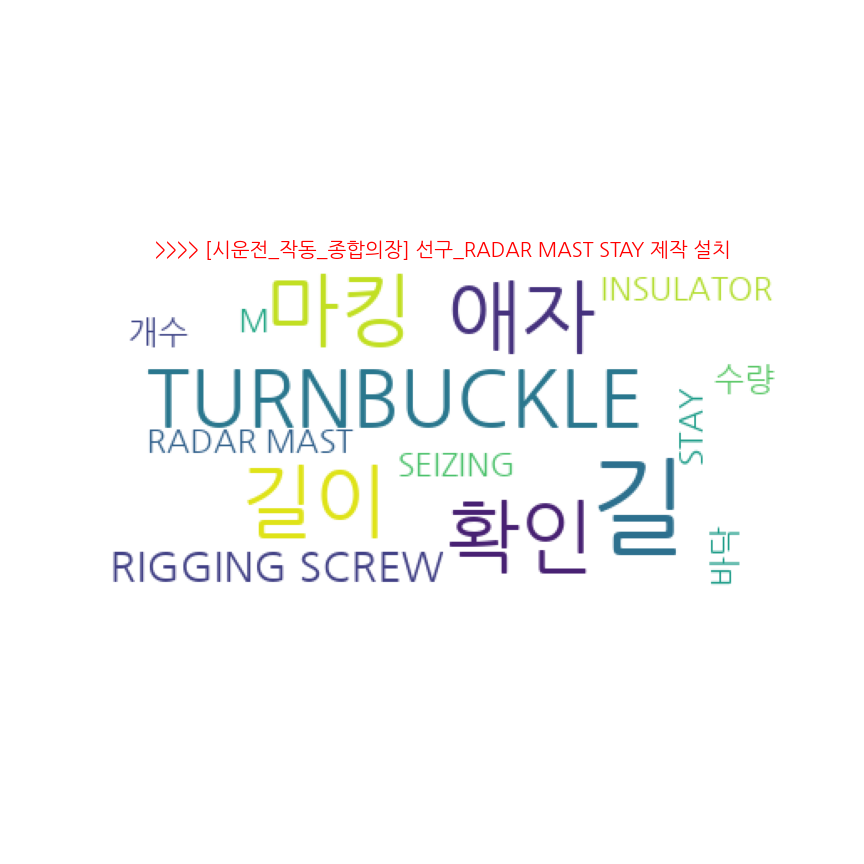 >>>> [시운전_작동_종합의장] 선구_RADAR MAST STAY 제작 설치
마킹
애자
INSULATOR
개수
M
TURNBUCKLE
수량
STAY
RADAR MAST
SEIZING
길이
길
확인
바닥
RIGGING SCREW